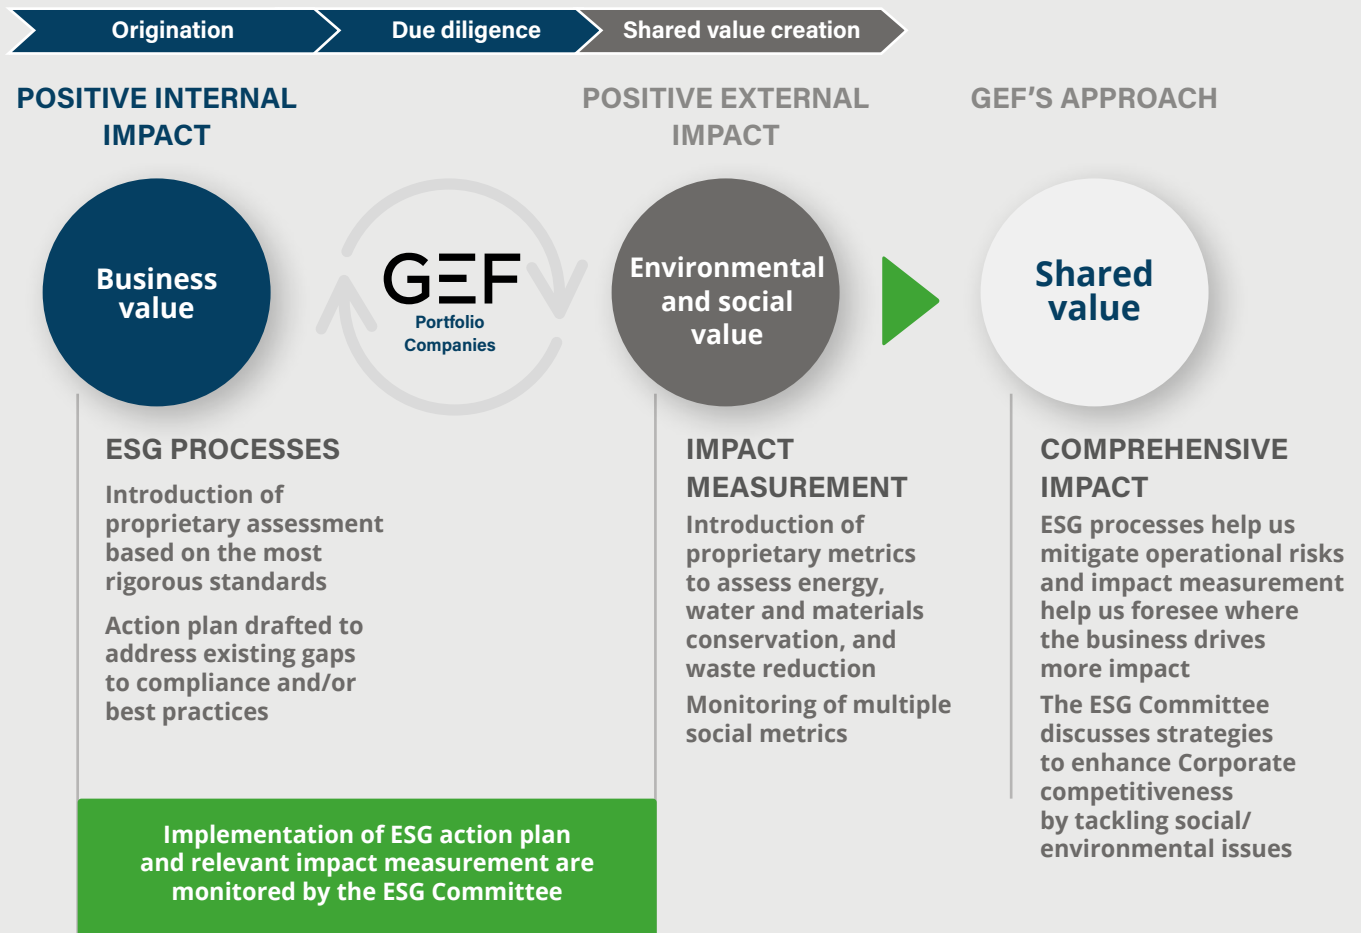 Origination
Due diligence
Shared value creation
POSITIVE INTERNAL
IMPACT
POSITIVE EXTERNAL
IMPACT
GEF'S APPROACH
Business
value
GEF
Portfolio
Companies
Environmental
and social
value
Shared
value
ESG PROCESSES
Introduction of
proprietary assessment
based on the most
rigorous standards
Action plan drafted to
address existing gaps
to compliance and/or
best practices
Implementation of ESG action plan
and relevant impact measurement are
monitored by the ESG Committee
IMPACT
MEASUREMENT
Introduction of
proprietary metrics
to assess energy,
water and materials
conservation, and
waste reduction
Monitoring of multiple
social metrics
COMPREHENSIVE
IMPACT
ESG processes help us
mitigate operational risks
and impact measurement
help us foresee where
the business drives
more impact
The ESG Committee
discusses strategies
to enhance Corporate
competitiveness
by tackling social/
environmental issues